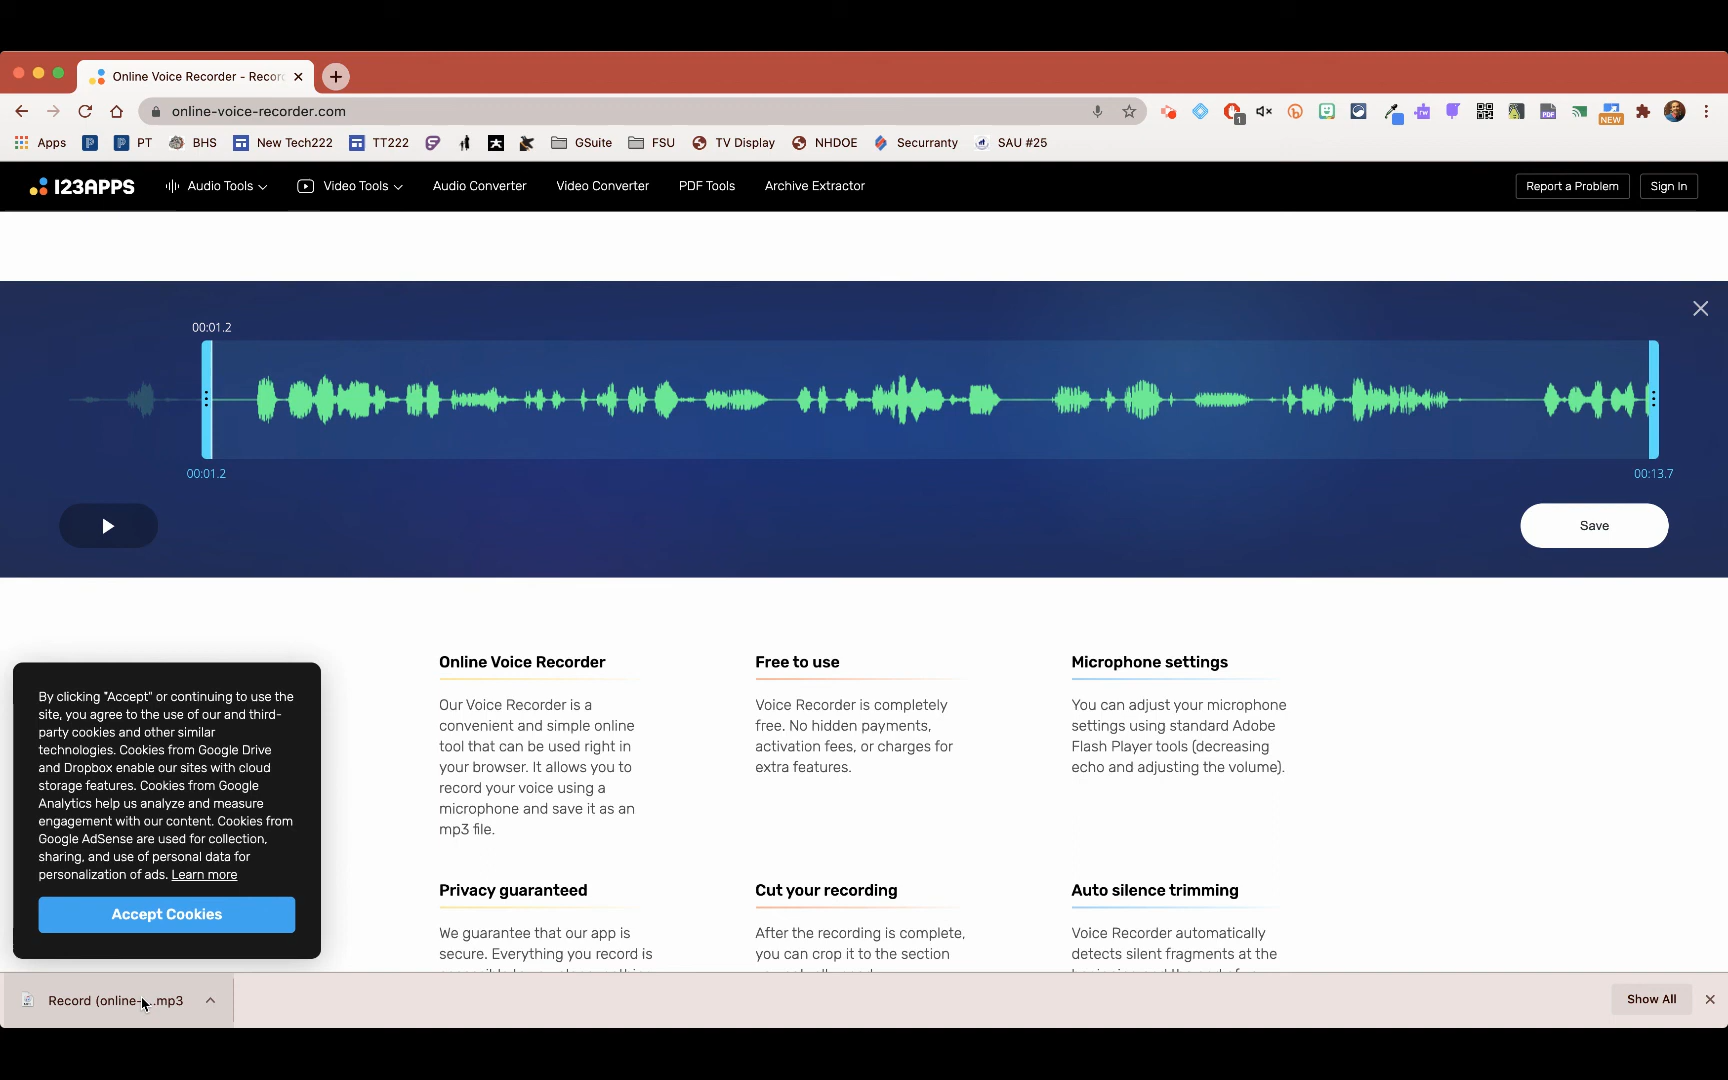 Online Voice Recorder - Recor
online-voice-recorder.com
1
PDF
NEW
Apps
PT
BHS
New Tech222
TT222
GSuite
FSU
TV Display
NHDOE
Securranty
SAU #25
123APPS
Audio Tools
Video Tools
Audio Converter
Video Converter
PDF Tools
Archive Extractor
Report a Problem
Sign In
00:01.2
00:01.2
00:13.7
Save
Online Voice Recorder
Our Voice Recorder is a
convenient and simple online
tool that can be used right in
your browser. It allows you to
record your voice using a
microphone and save it as an
mp3 file.
Free to use
Voice Recorder is completely
free. No hidden payments,
activation fees, or charges for
extra features.
Microphone settings
You can adjust your microphone
settings using standard Adobe
Flash Player tools (decreasing
echo and adjusting the volume).
Privacy guaranteed
We guarantee that our app is
secure. Everything you record is
Cut your recording
After the recording is complete,
you can crop it to the section
Auto silence trimming
Voice Recorder automatically
detects silent fragments at the
By clicking "Accept" or continuing to use the
site, you agree to the use of our and third-
party cookies and other similar
technologies. Cookies from Google Drive
and Dropbox enable our sites with cloud
storage features. Cookies from Google
Analytics help us analyze and measure
engagement with our content. Cookies from
Google AdSense are used for collection,
sharing, and use of personal data for
personalization of ads. Learn more
Accept Cookies
Record (online-....mp3
Show All